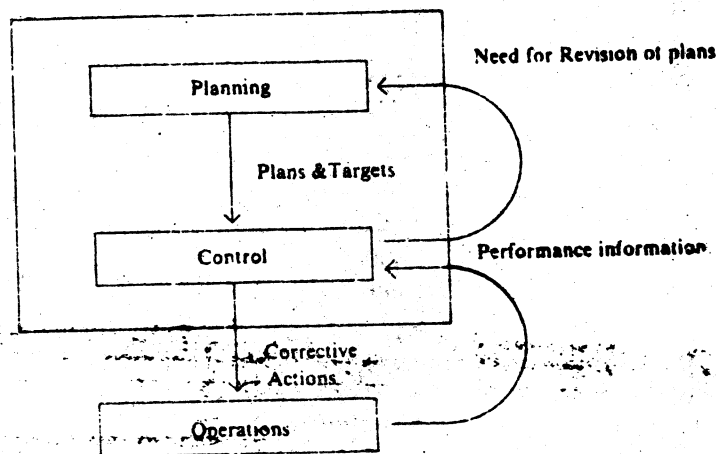 Need for Revision of plans
Planning
Plans & Targets
Control
Performance information
Corrective
Actions
Operations